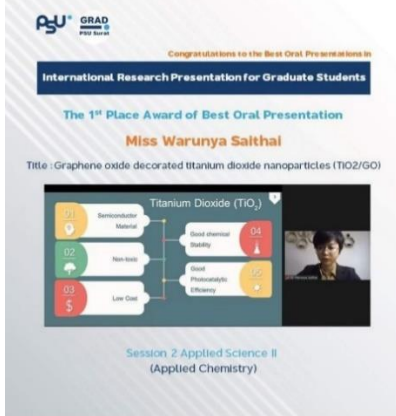 PSU GRAD
PSU Surat
Congratulations to the Best Oral Presentations in
International Research Presentation for Graduate Students
The 1st Place Award of Best Oral Presentation
Miss Warunya Saithai
Title : Graphene oxide decorated titanium dioxide nanoparticles (TiO2/GO)
Titanium Dioxide (TiO2)
01
Semiconductor
Material
02
Non-toxic
03
Low Cost
04
Good chemical
Stability
05
Good
Photocatalytic
Efficiency
Session 2 Applied Science II
(Applied Chemistry)